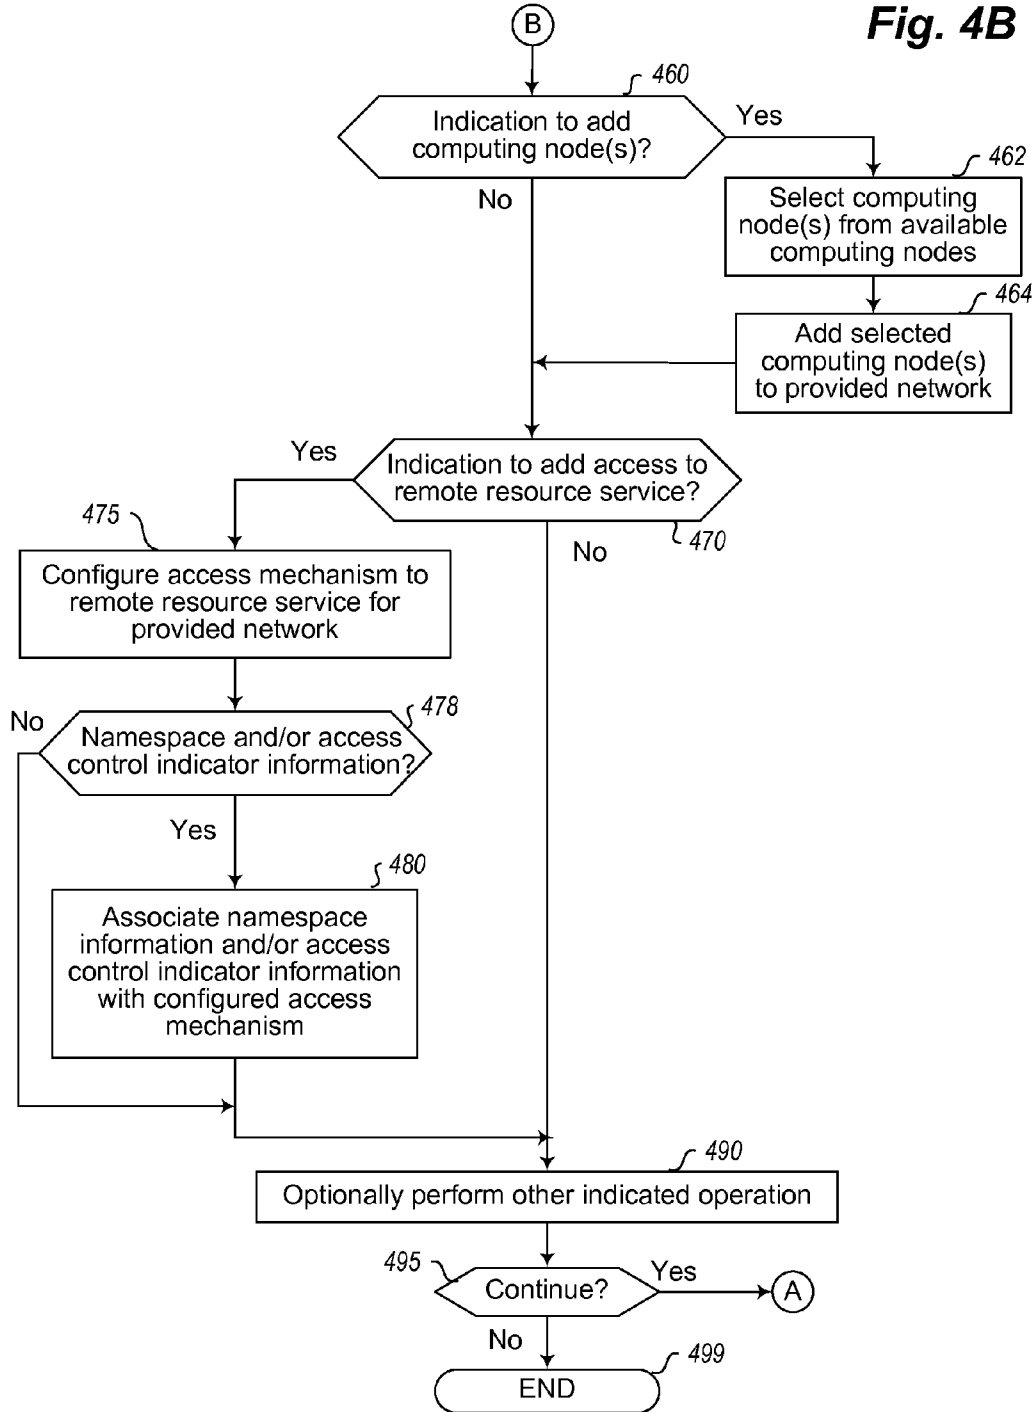 Fig. 4B
B
460
Indication to add
computing node(s)?
Yes
No
462
Select computing
node(s) from available
computing nodes
464
Add selected
computing node(s)
to provided network
Yes
Indication to add access to
remote resource service?
470
No
475
Configure access mechanism to
remote resource service for
provided network
478
No
Namespace and/or access
control indicator information?
Yes
480
Associate namespace
information and/or access
control indicator information
with configured access
mechanism
490
Optionally perform other indicated operation
495
Continue?
Yes
A
No
499
END